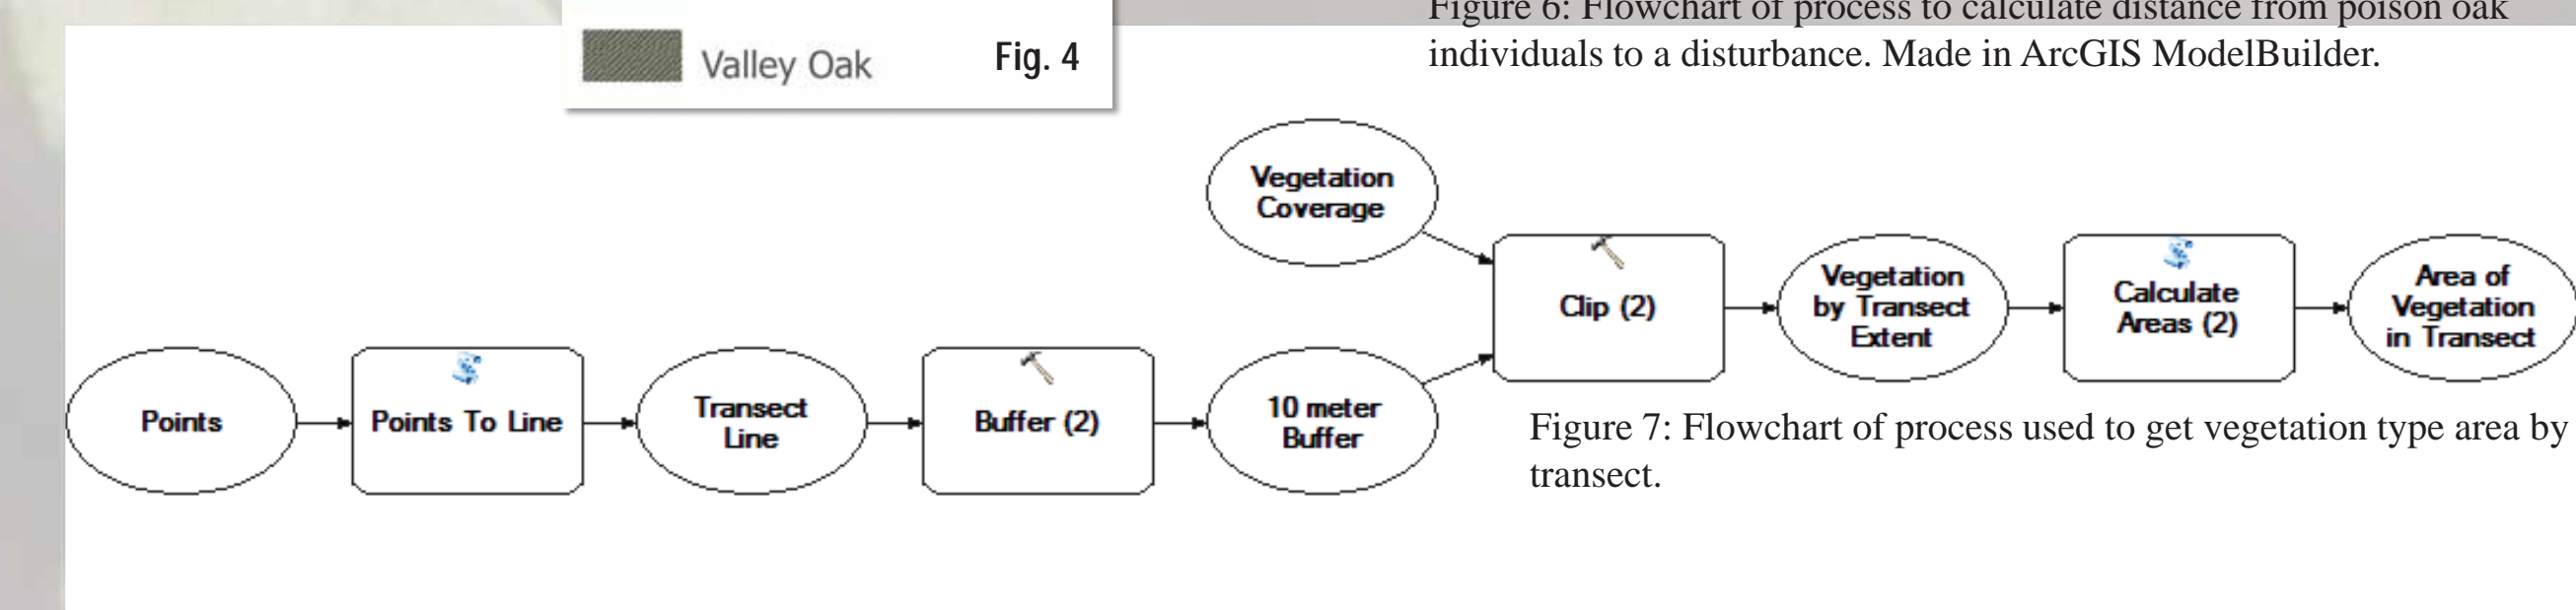 Figure 6: Flowchart of process to calculate distance from poison oak
individuals to a disturbance. Made in ArcGIS ModelBuilder.
Valley Oak
Fig. 4
Points
Points To Line
Transect
Line
Buffer (2)
10 meter
Buffer
Vegetation
Coverage
Clip (2)
Vegetation
by Transect
Extent
Calculate
Areas (2)
Area of
Vegetation
in Transect
Figure 7: Flowchart of process used to get vegetation type area by
transect.